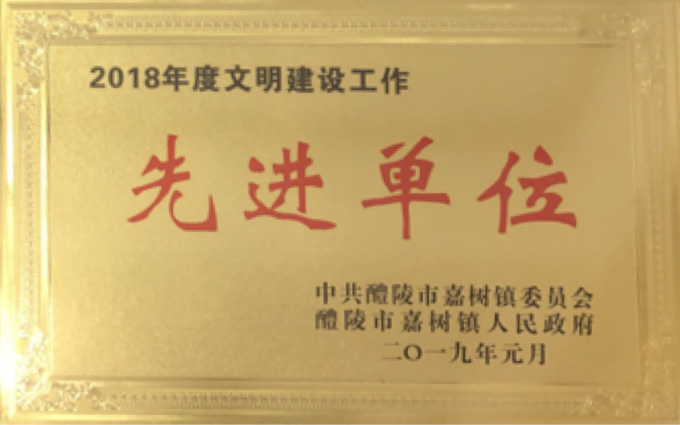 2018年度文明建设工作
先进单位
中共醴陵市嘉树镇委员会
醴陵市嘉树镇人民政府
二〇一九年元月